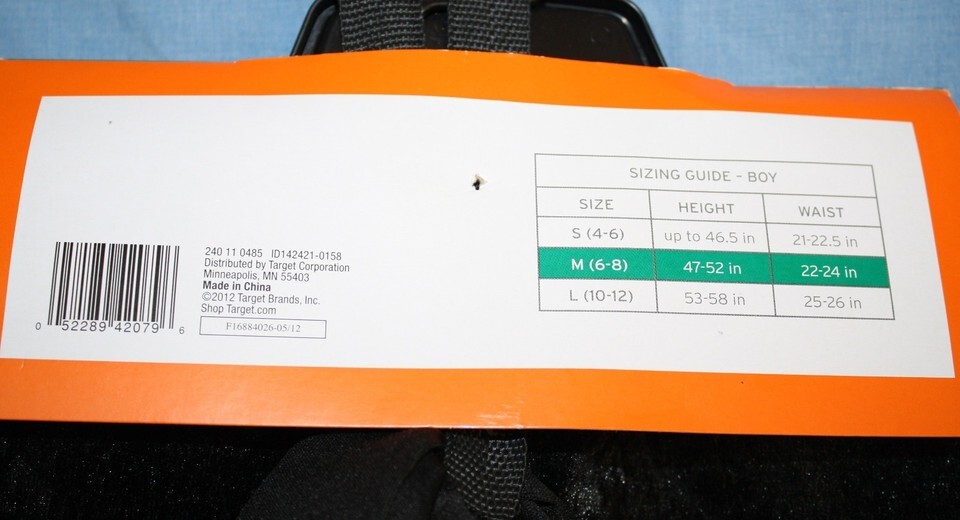 240 11 0485 ID142421-0158
Distributed by Target Corporation
Minneapolis, MN 55403
Made in China
©2012 Target Brands, Inc.
Shop Target.com
F16884026-05/12
0 52289 42079 6
SIZING GUIDE - BOY
SIZE HEIGHT WAIST
S (4-6) up to 46.5 in 21-22.5 in
M (6-8) 47-52 in 22-24 in
L (10-12) 53-58 in 25-26 in